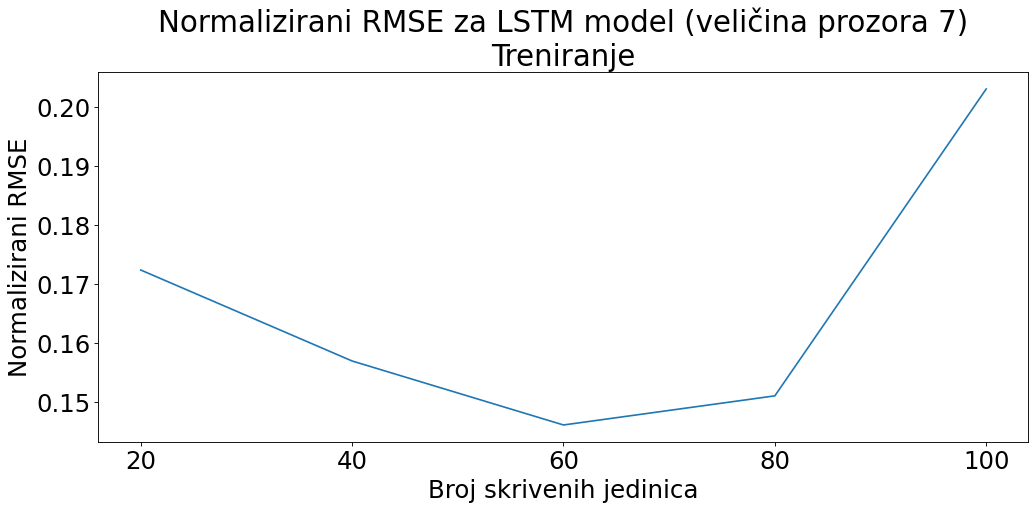 Normalizirani RMSE za LSTM model (veličina prozora 7)
Treniranje
Normalizirani RMSE
0.20
0.19
0.18
0.17
0.16
0.15
20 40 60 80 100
Broj skrivenih jedinica